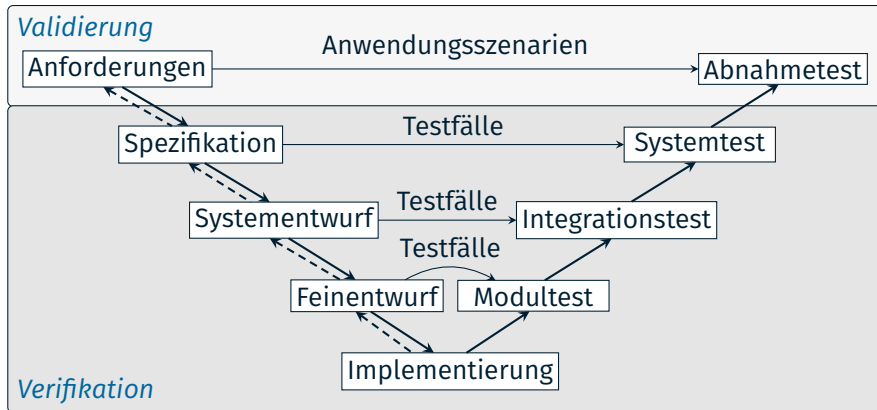 Validierung
Anwendungsszenarien
Anforderungen
Abnahmetest
Testfälle
Spezifikation
Systemtest
Testfälle
Systementwurf
Integrationstest
Testfälle
Feinentwurf
Modultest
Implementierung
Verifikation